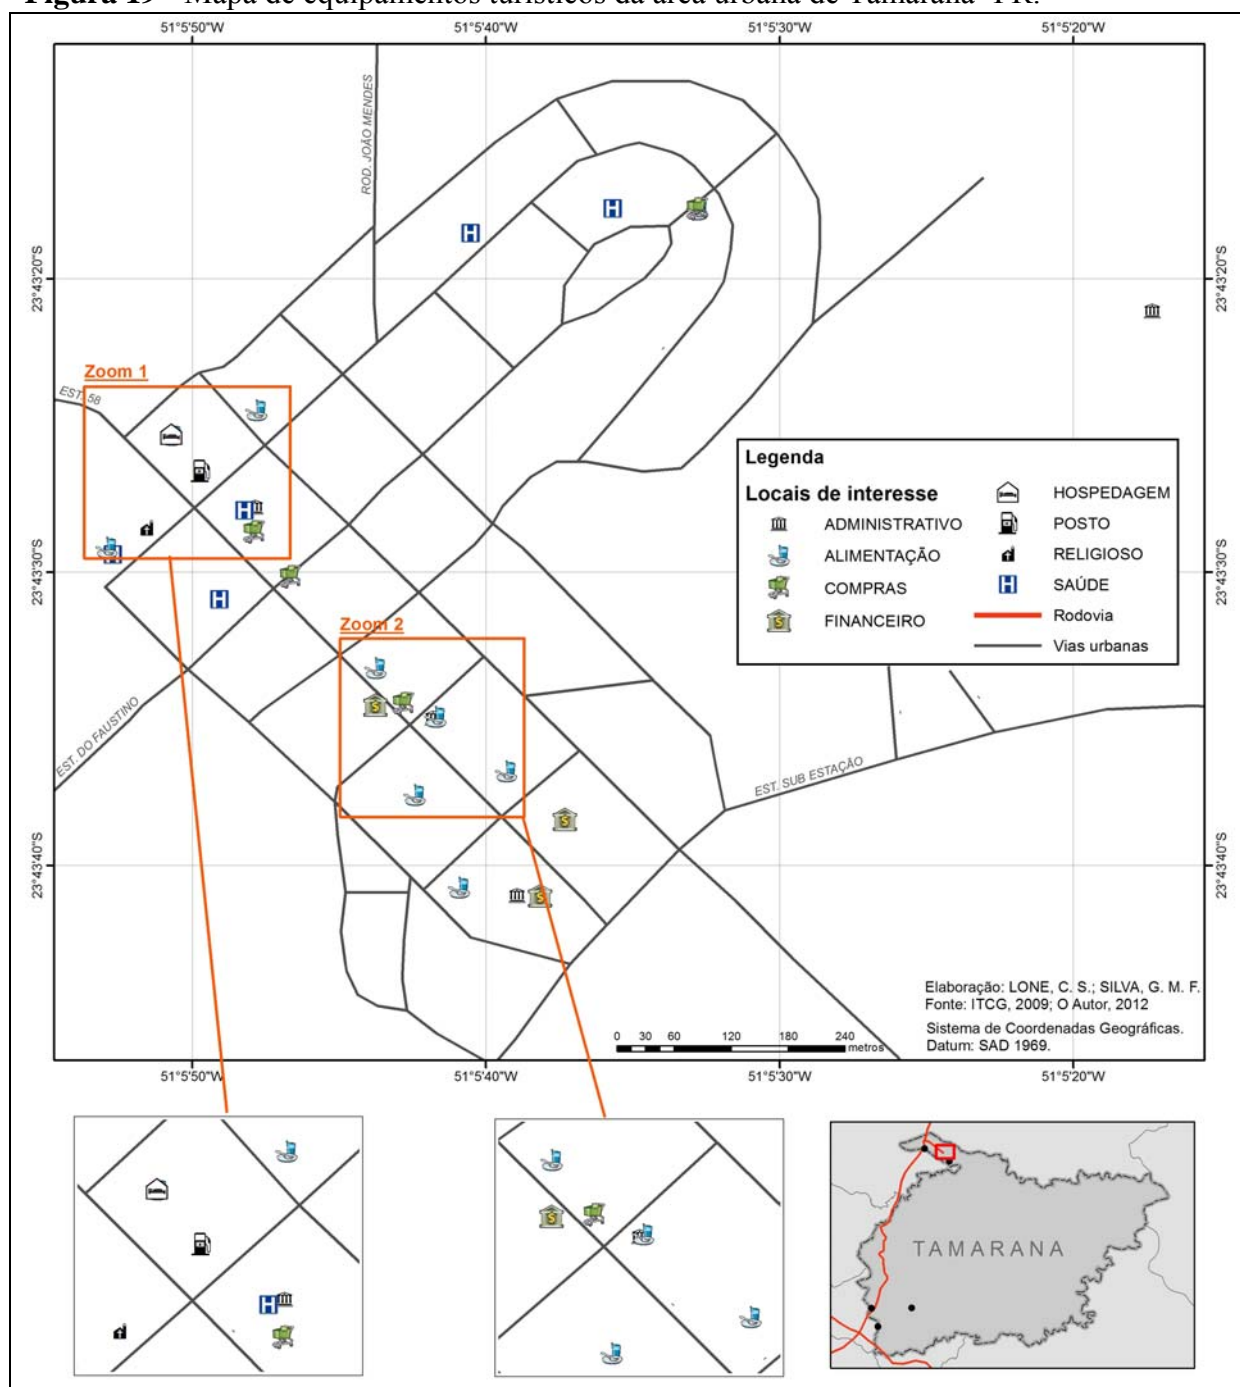 Figura 19 - Mapa de equipamentos turísticos da área urbana de Tamarana- PR.
51°5'50"W 51°5'40"W 51°5'30"W 51°5'20"W
ROD. JOÃO MENDES
23°43'20"S 23°43'20"S
Zoom 1
EST. 58
Legenda
Locais de interesse
ADMINISTRATIVO
ALIMENTAÇÃO
COMPRAS
FINANCEIRO
HOSPEDAGEM
POSTO
RELIGIOSO
SAÚDE
Rodovia
Vias urbanas
23°43'30"S 23°43'30"S
Zoom 2
EST. DO FAUSTINO
EST. SUB ESTAÇÃO
23°43'40"S 23°43'40"S
Elaboração: LONE, C. S.; SILVA, G. M. F.
Fonte: ITCG, 2009; O Autor, 2012
Sistema de Coordenadas Geográficas.
Datum: SAD 1969.
0 30 60 120 180 240
metros
51°5'50"W 51°5'40"W 51°5'30"W 51°5'20"W
TAMARANA